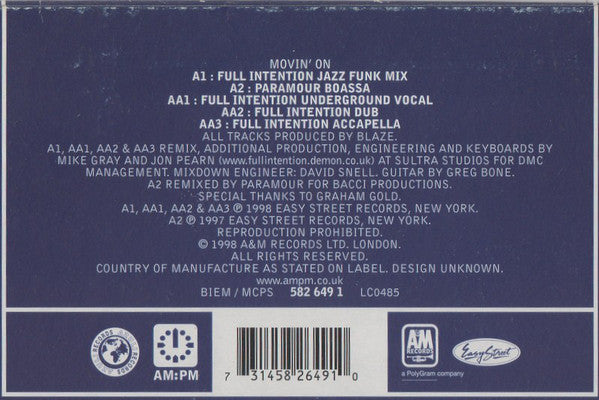 MOVIN' ON
A1 : FULL INTENTION JAZZ FUNK MIX
A2 : PARAMOUR BOASSA
AA1 : FULL INTENTION UNDERGROUND VOCAL
AA2 : FULL INTENTION DUB
AA3 : FULL INTENTION ACCAPELLA
ALL TRACKS PRODUCED BY BLAZE.
A1, AA1, AA2 & AA3 REMIX, ADDITIONAL PRODUCTION, ENGINEERING AND KEYBOARDS BY
MIKE GRAY AND JON PEARN (www.fullintention.demon.co.uk) AT SULTRA STUDIOS FOR DMC
MANAGEMENT. MIXDOWN ENGINEER: DAVID SNELL. GUITAR BY GREG BONE.
A2 REMIXED BY PARAMOUR FOR BACCI PRODUCTIONS.
SPECIAL THANKS TO GRAHAM GOLD.
A1, AA1, AA2 & AA3 ℗ 1998 EASY STREET RECORDS, NEW YORK.
A2 ℗ 1997 EASY STREET RECORDS, NEW YORK.
REPRODUCTION PROHIBITED.
© 1998 A&M RECORDS LTD. LONDON.
ALL RIGHTS RESERVED.
COUNTRY OF MANUFACTURE AS STATED ON LABEL. DESIGN UNKNOWN.
www.ampm.co.uk
BIEM / MCPS 582 649 1 LC0485
RECORDS RECORDS
AM:PM
7 31458 26491 0
A&M
RECORDS
a PolyGram company
Easy Street